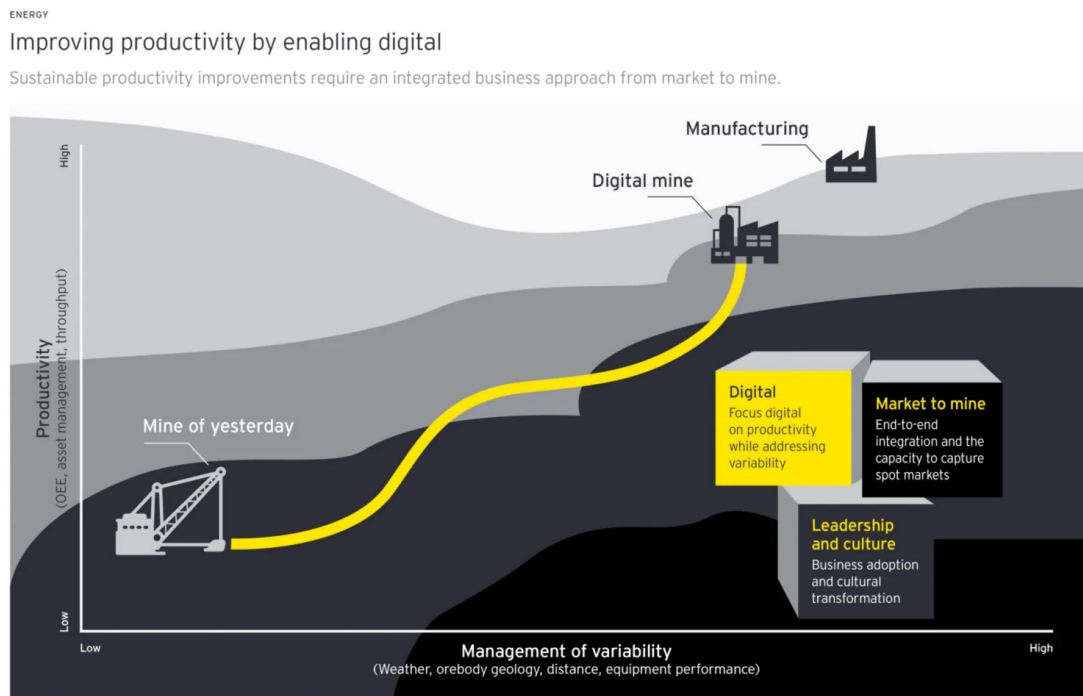 ENERGY
Improving productivity by enabling digital
Sustainable productivity improvements require an integrated business approach from market to mine.
High
Productivity
(OEE, asset management, throughput)
Low
Manufacturing
Digital mine
Mine of yesterday
Digital
Focus digital
on productivity
while addressing
variability
Market to mine
End-to-end
integration and the
capacity to capture
spot markets
Leadership
and culture
Business adoption
and cultural
transformation
Low
Management of variability
(Weather, orebody geology, distance, equipment performance)
High